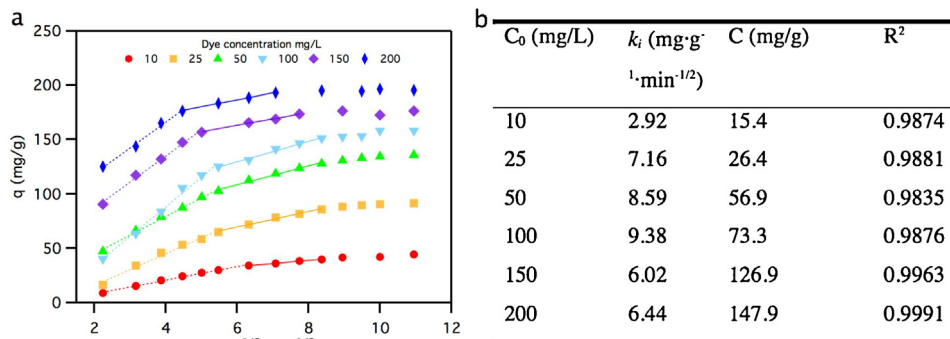 a
250
Dye concentration mg/L
10 25 50 100 150 200
200
150
100
50
0
q (mg/g)
2 4 6 8 10 12
b
C₀ (mg/L) kᵢ (mg·g⁻ C (mg/g) R²
¹·min⁻¹/²)
10 2.92 15.4 0.9874
25 7.16 26.4 0.9881
50 8.59 56.9 0.9835
100 9.38 73.3 0.9876
150 6.02 126.9 0.9963
200 6.44 147.9 0.9991